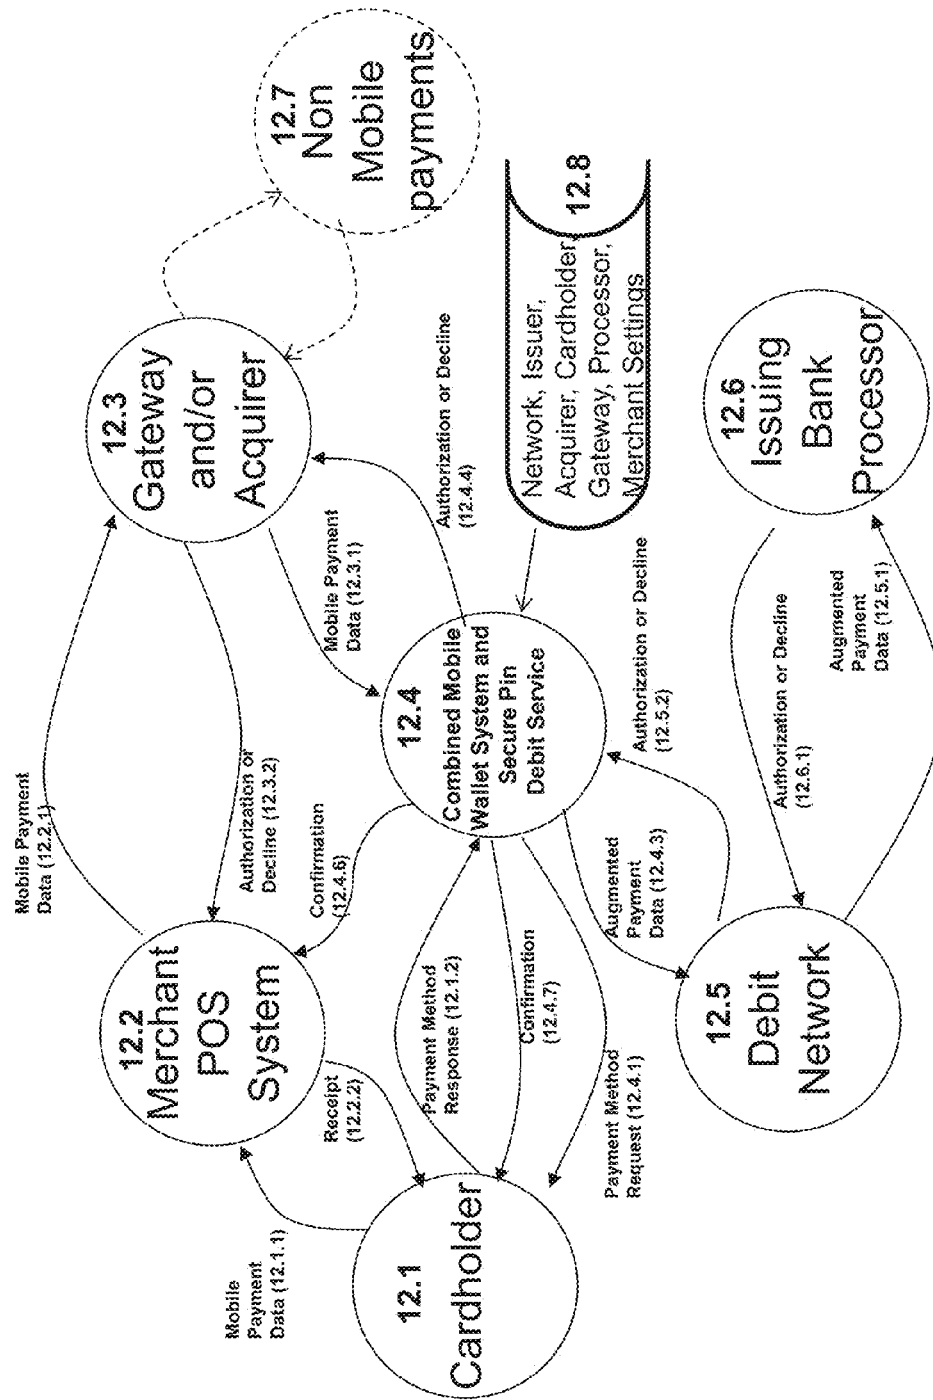 Mobile
Payment
Data (12.1.1)
12.1
Cardholder
Receipt
(12.2.2)
12.2
Merchant
POS
System
Mobile Payment
Data (12.2.1)
Authorization or
Decline (12.3.2)
Confirmation
(12.4.6)
12.3
Gateway
and/or
Acquirer
Mobile Payment
Data (12.3.1)
Authorization or Decline
(12.4.4)
12.7
Non
Mobile
payments
Payment Method
Response (12.1.2)
Confirmation
(12.4.7)
Payment Method
Request (12.4.1)
12.4
Combined Mobile
Wallet System and
Secure Pin
Debit Service
Network, Issuer,
Acquirer, Cardholder,
Gateway, Processor,
Merchant Settings
12.8
Augmented
Payment
Data (12.4.3)
Authorization or Decline
(12.5.2)
12.5
Debit
Network
Authorization or Decline
(12.6.1)
Augmented
Payment
Data (12.5.1)
12.6
Issuing
Bank
Processor